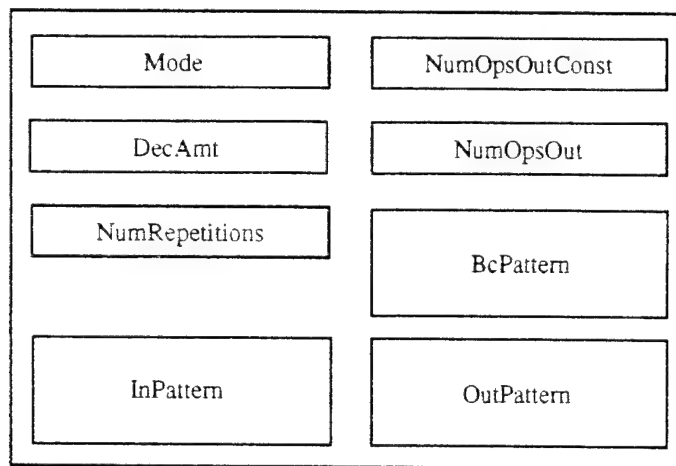 Mode
NumOpsOutConst
DecAmt
NumOpsOut
NumRepetitions
BcPattern
InPattern
OutPattern